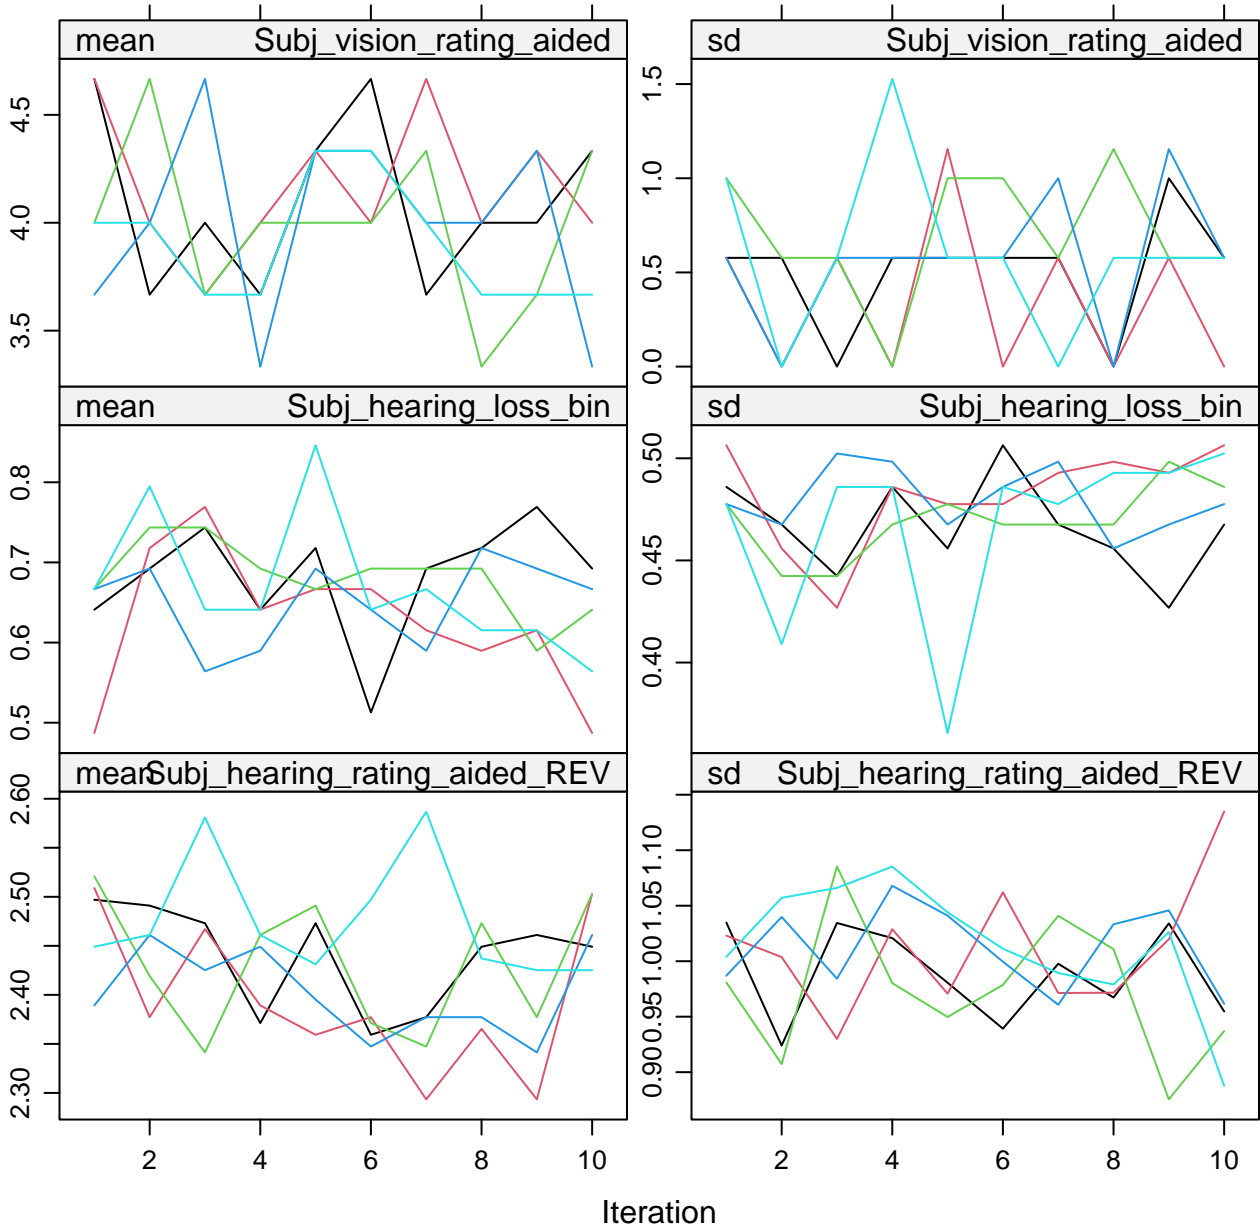 mean Subj_vision_rating_aided
sd Subj_vision_rating_aided
4.5
4.0
3.5
1.5
1.0
0.5
0.0
mean Subj_hearing_loss_bin
sd Subj_hearing_loss_bin
0.8
0.7
0.6
0.5
0.50
0.45
0.40
mean Subj_hearing_rating_aided_REV
sd Subj_hearing_rating_aided_REV
2.60
2.50
2.40
2.30
1.10
1.05
1.00
0.95
0.90
2 4 6 8 10
2 4 6 8 10
Iteration